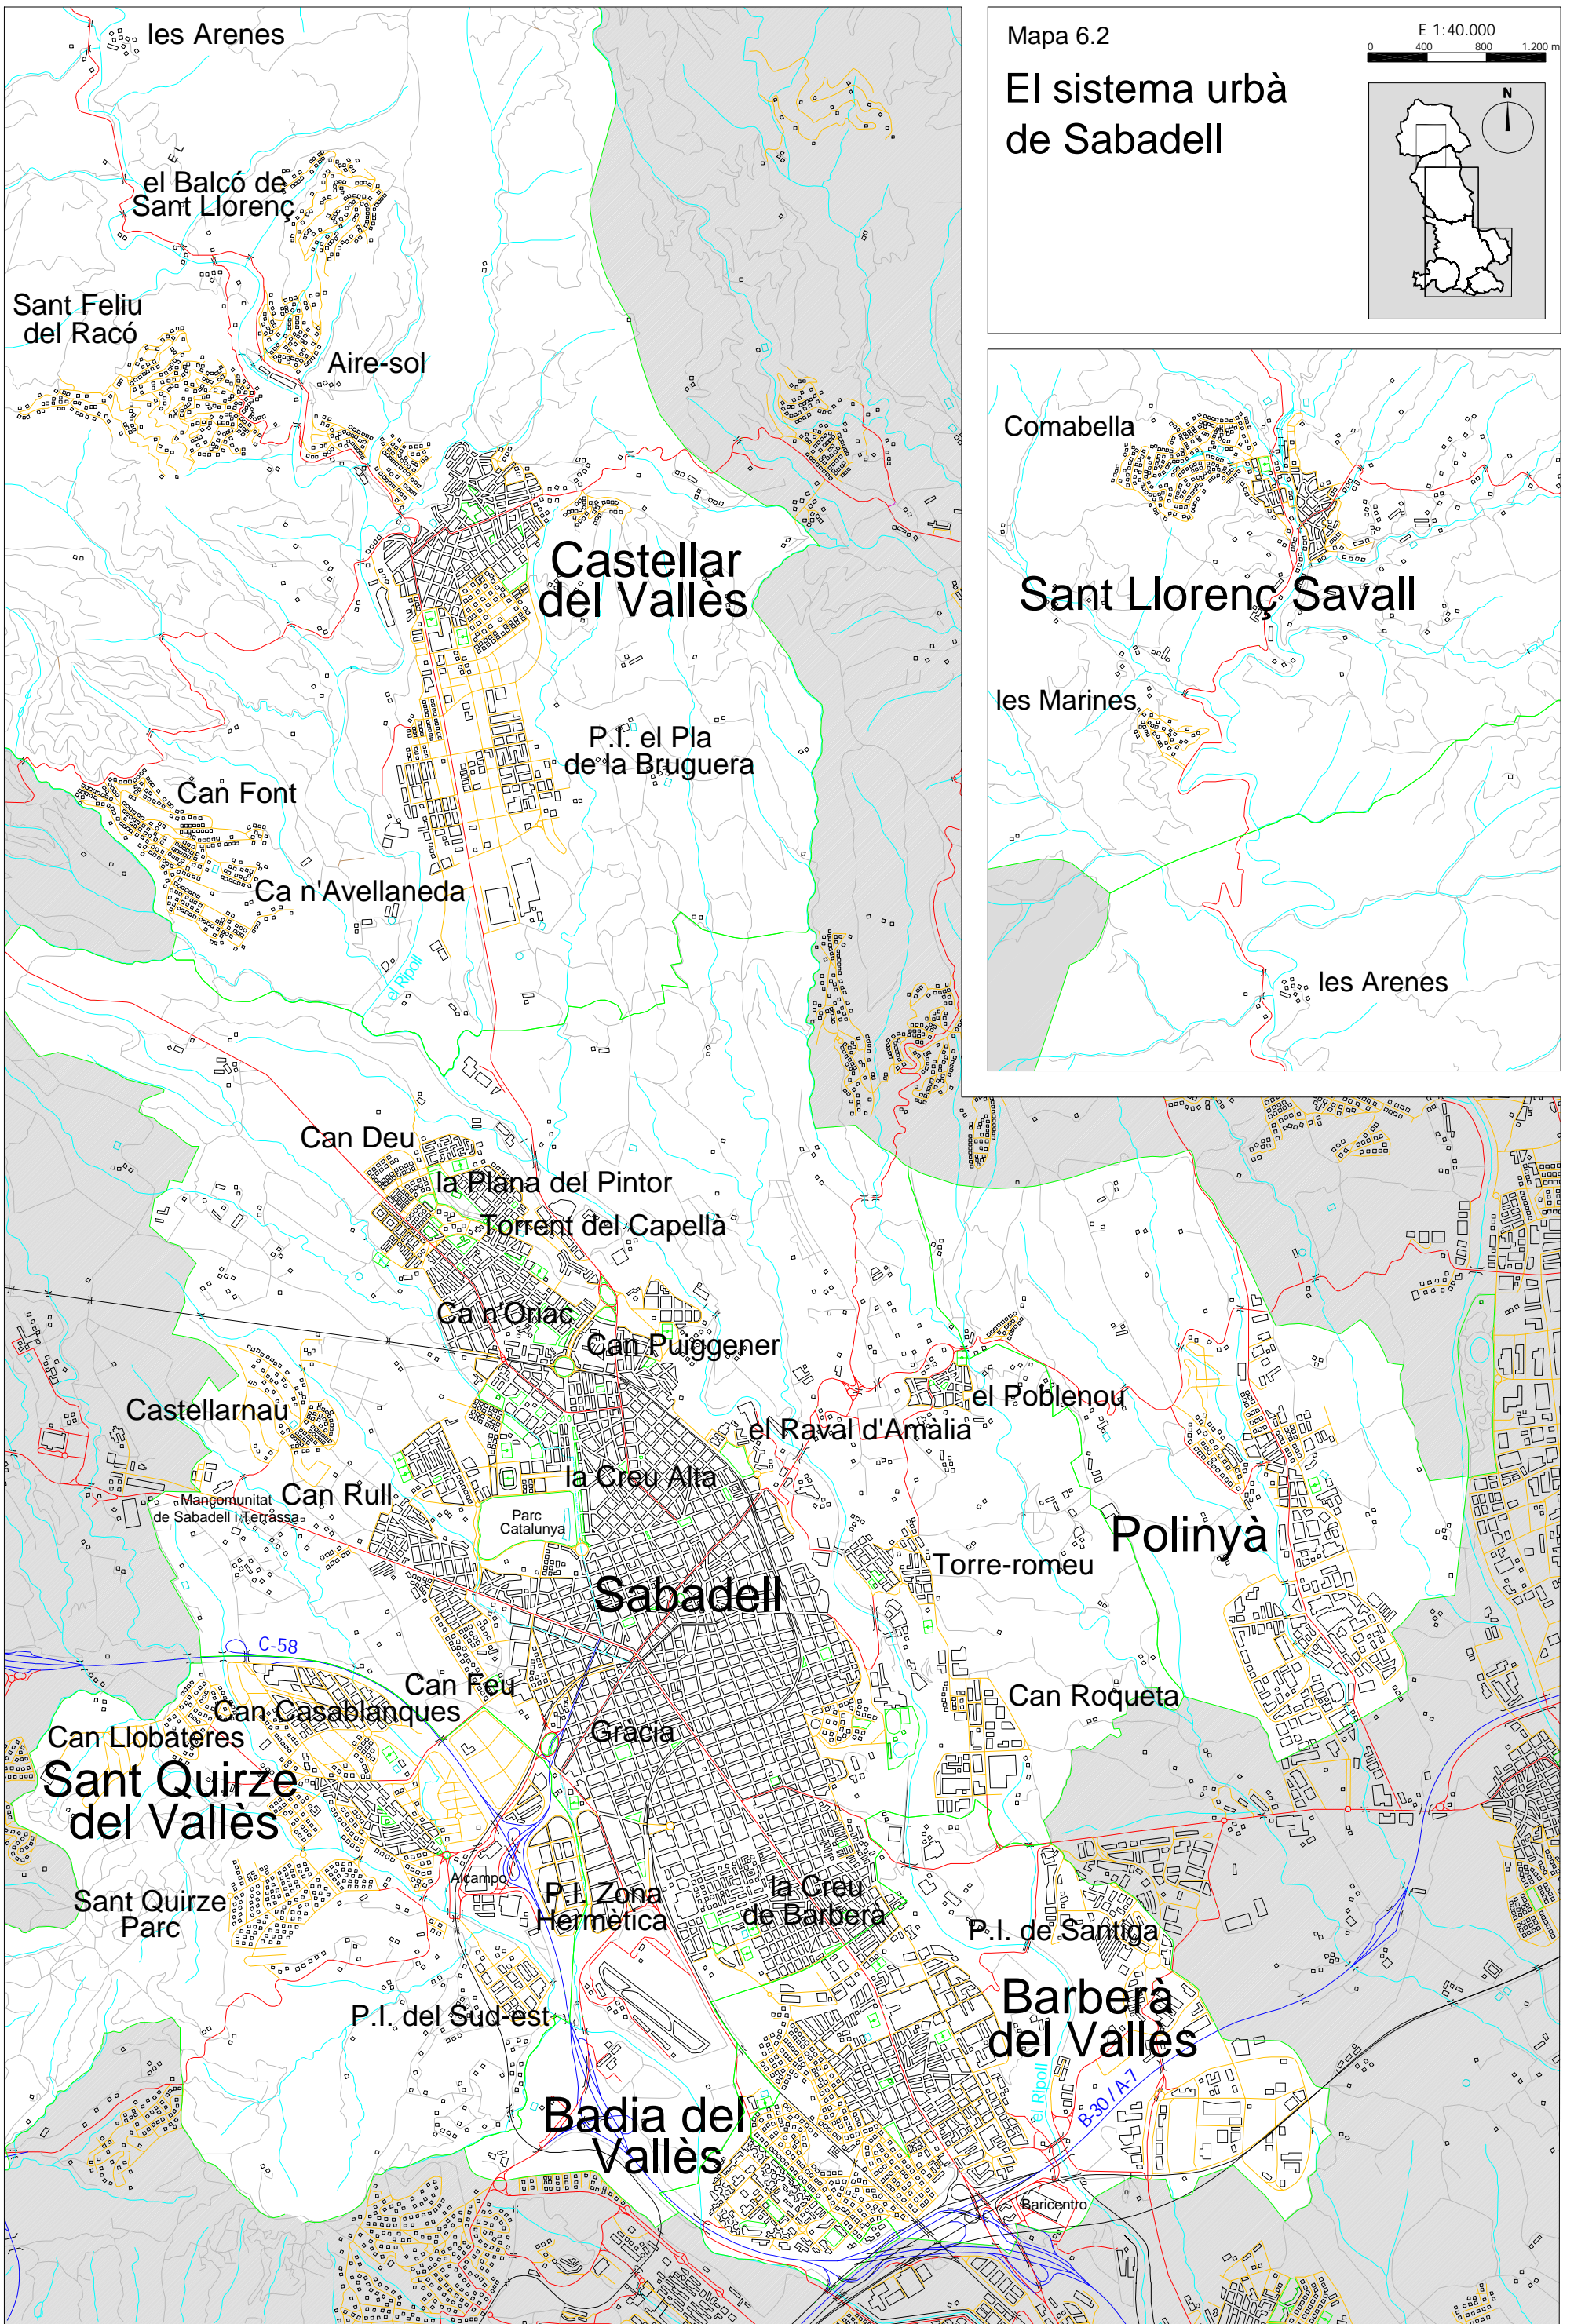 Mapa 6.2
El sistema urbà
de Sabadell
E 1:40.000
0 400 800 1.200 m
N
les Arenes
EL
el Balcó de
Sant Llorenç
Sant Feliu
del Racó
Aire-sol
Castellar
del Vallès
P.I. el Pla
de la Bruguera
Can Font
Ca n'Avellaneda
el Ripoll
Comabella
Sant Llorenç Savall
les Marines
les Arenes
Can Deu
la Plana del Pintor
Torrent del Capellà
Ca n'Oriac
Can Puiggener
Castellarnau
el Poblenou
el Raval d'Amàlia
la Creu Alta
Can Rull
Mancomunitat
de Sabadell i Terrassa
Parc
Catalunya
Polinyà
Torre-romeu
Sabadell
C-58
Can Feu
Can Roqueta
Can Casablanques
Can Llobateres
Gràcia
Sant Quirze
del Vallès
Alcampo
Sant Quirze
Parc
P.I. Zona
Hermètica
la Creu
de Barberà
P.I. de Santiga
P.I. del Sud-est
Barberà
del Vallès
el Ripoll
B-30 / A-7
Badia del
Vallès
Baricentro